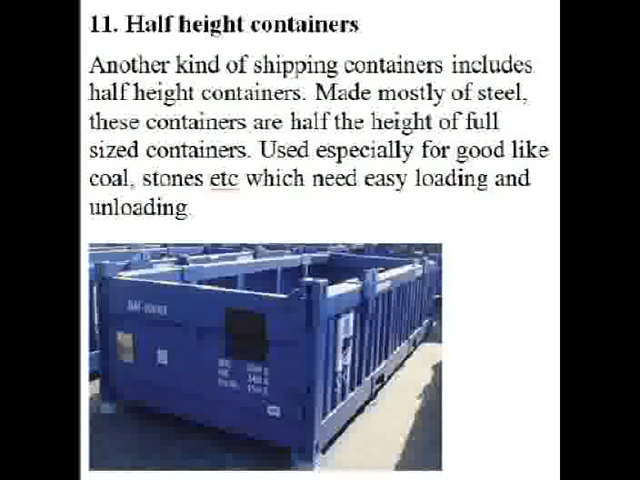 11. Half height containers
Another kind of shipping containers includes
half height containers. Made mostly of steel,
these containers are half the height of full
sized containers. Used especially for good like
coal, stones etc which need easy loading and
unloading.